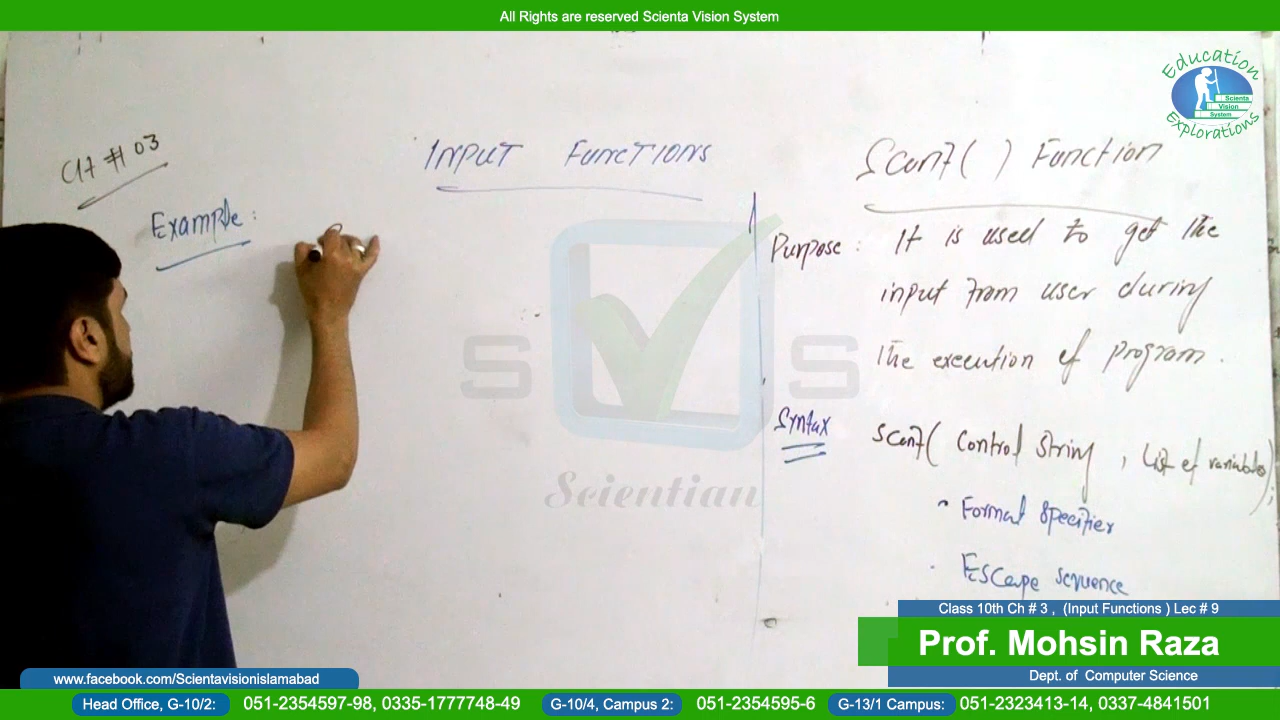 All Rights are reserved Scienta Vision System
Education
Scienta
Vision
System
Explorations
CH # 03
INPUT FUNCTIONS
Scanf( ) Function
Example:
Purpose: It is used to get the
input from user during
the execution of program.
Syntax scanf( Control String , List of variables);
Format Specifier
Escape sequence
S S
Scientian
Class 10th Ch # 3 , (Input Functions ) Lec # 9
Prof. Mohsin Raza
Dept. of Computer Science
www.facebook.com/Scientavisionislamabad
Head Office, G-10/2: 051-2354597-98, 0335-1777748-49 G-10/4, Campus 2: 051-2354595-6 G-13/1 Campus: 051-2323413-14, 0337-4841501